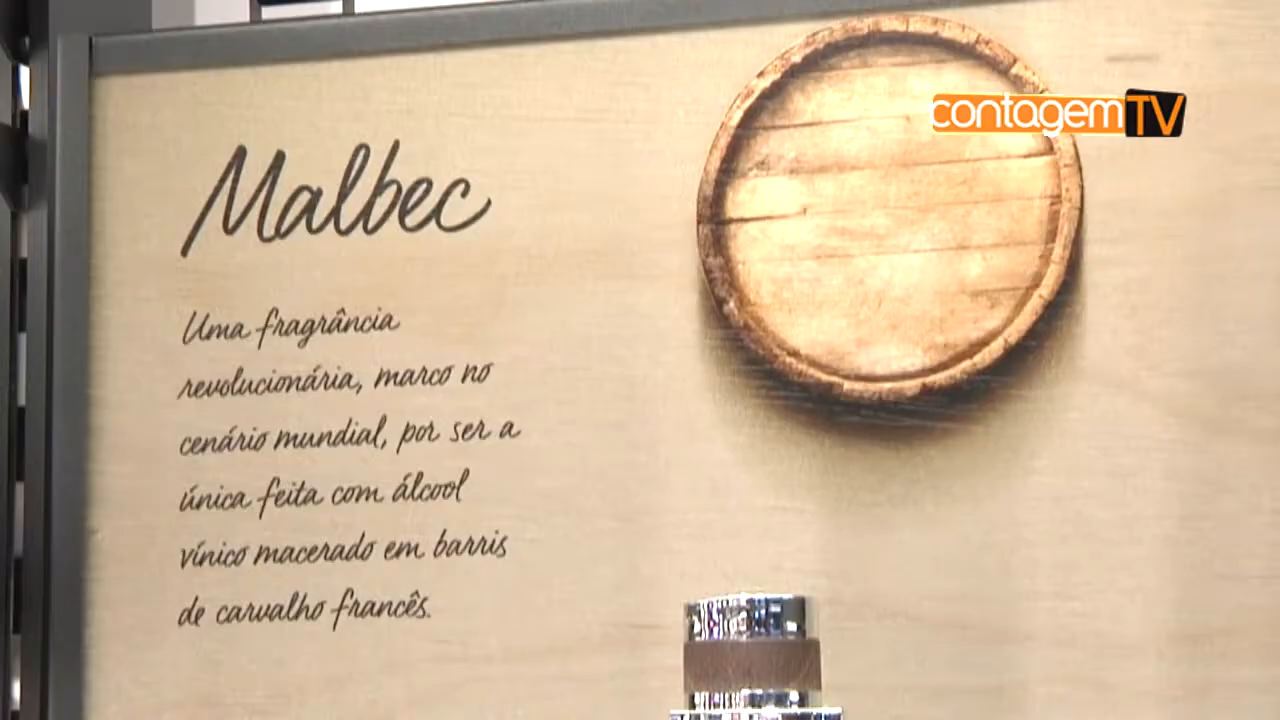 contagemTV
Malbec
Uma fragrância
revolucionária, marco no
cenário mundial, por ser a
única feita com álcool
vínico macerado em barris
de carvalho francês.